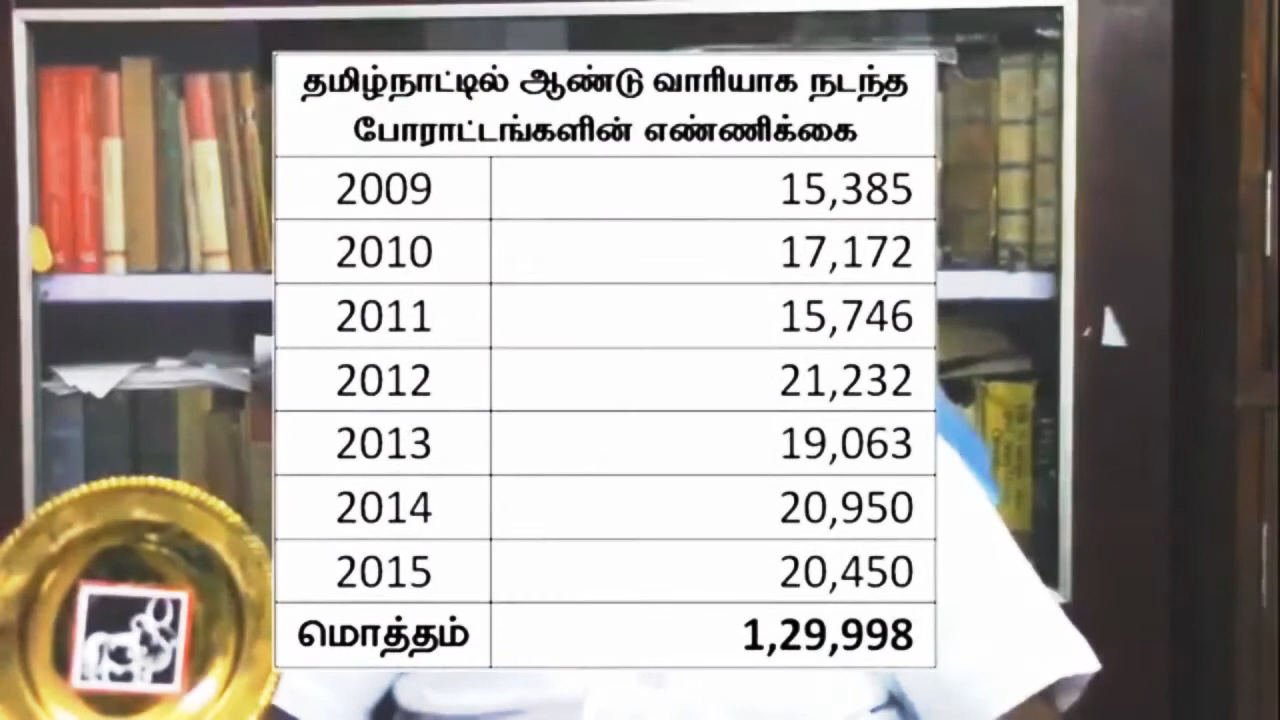 தமிழ்நாட்டில் ஆண்டு வாரியாக நடந்த
போராட்டங்களின் எண்ணிக்கை
2009 15,385
2010 17,172
2011 15,746
2012 21,232
2013 19,063
2014 20,950
2015 20,450
மொத்தம் 1,29,998